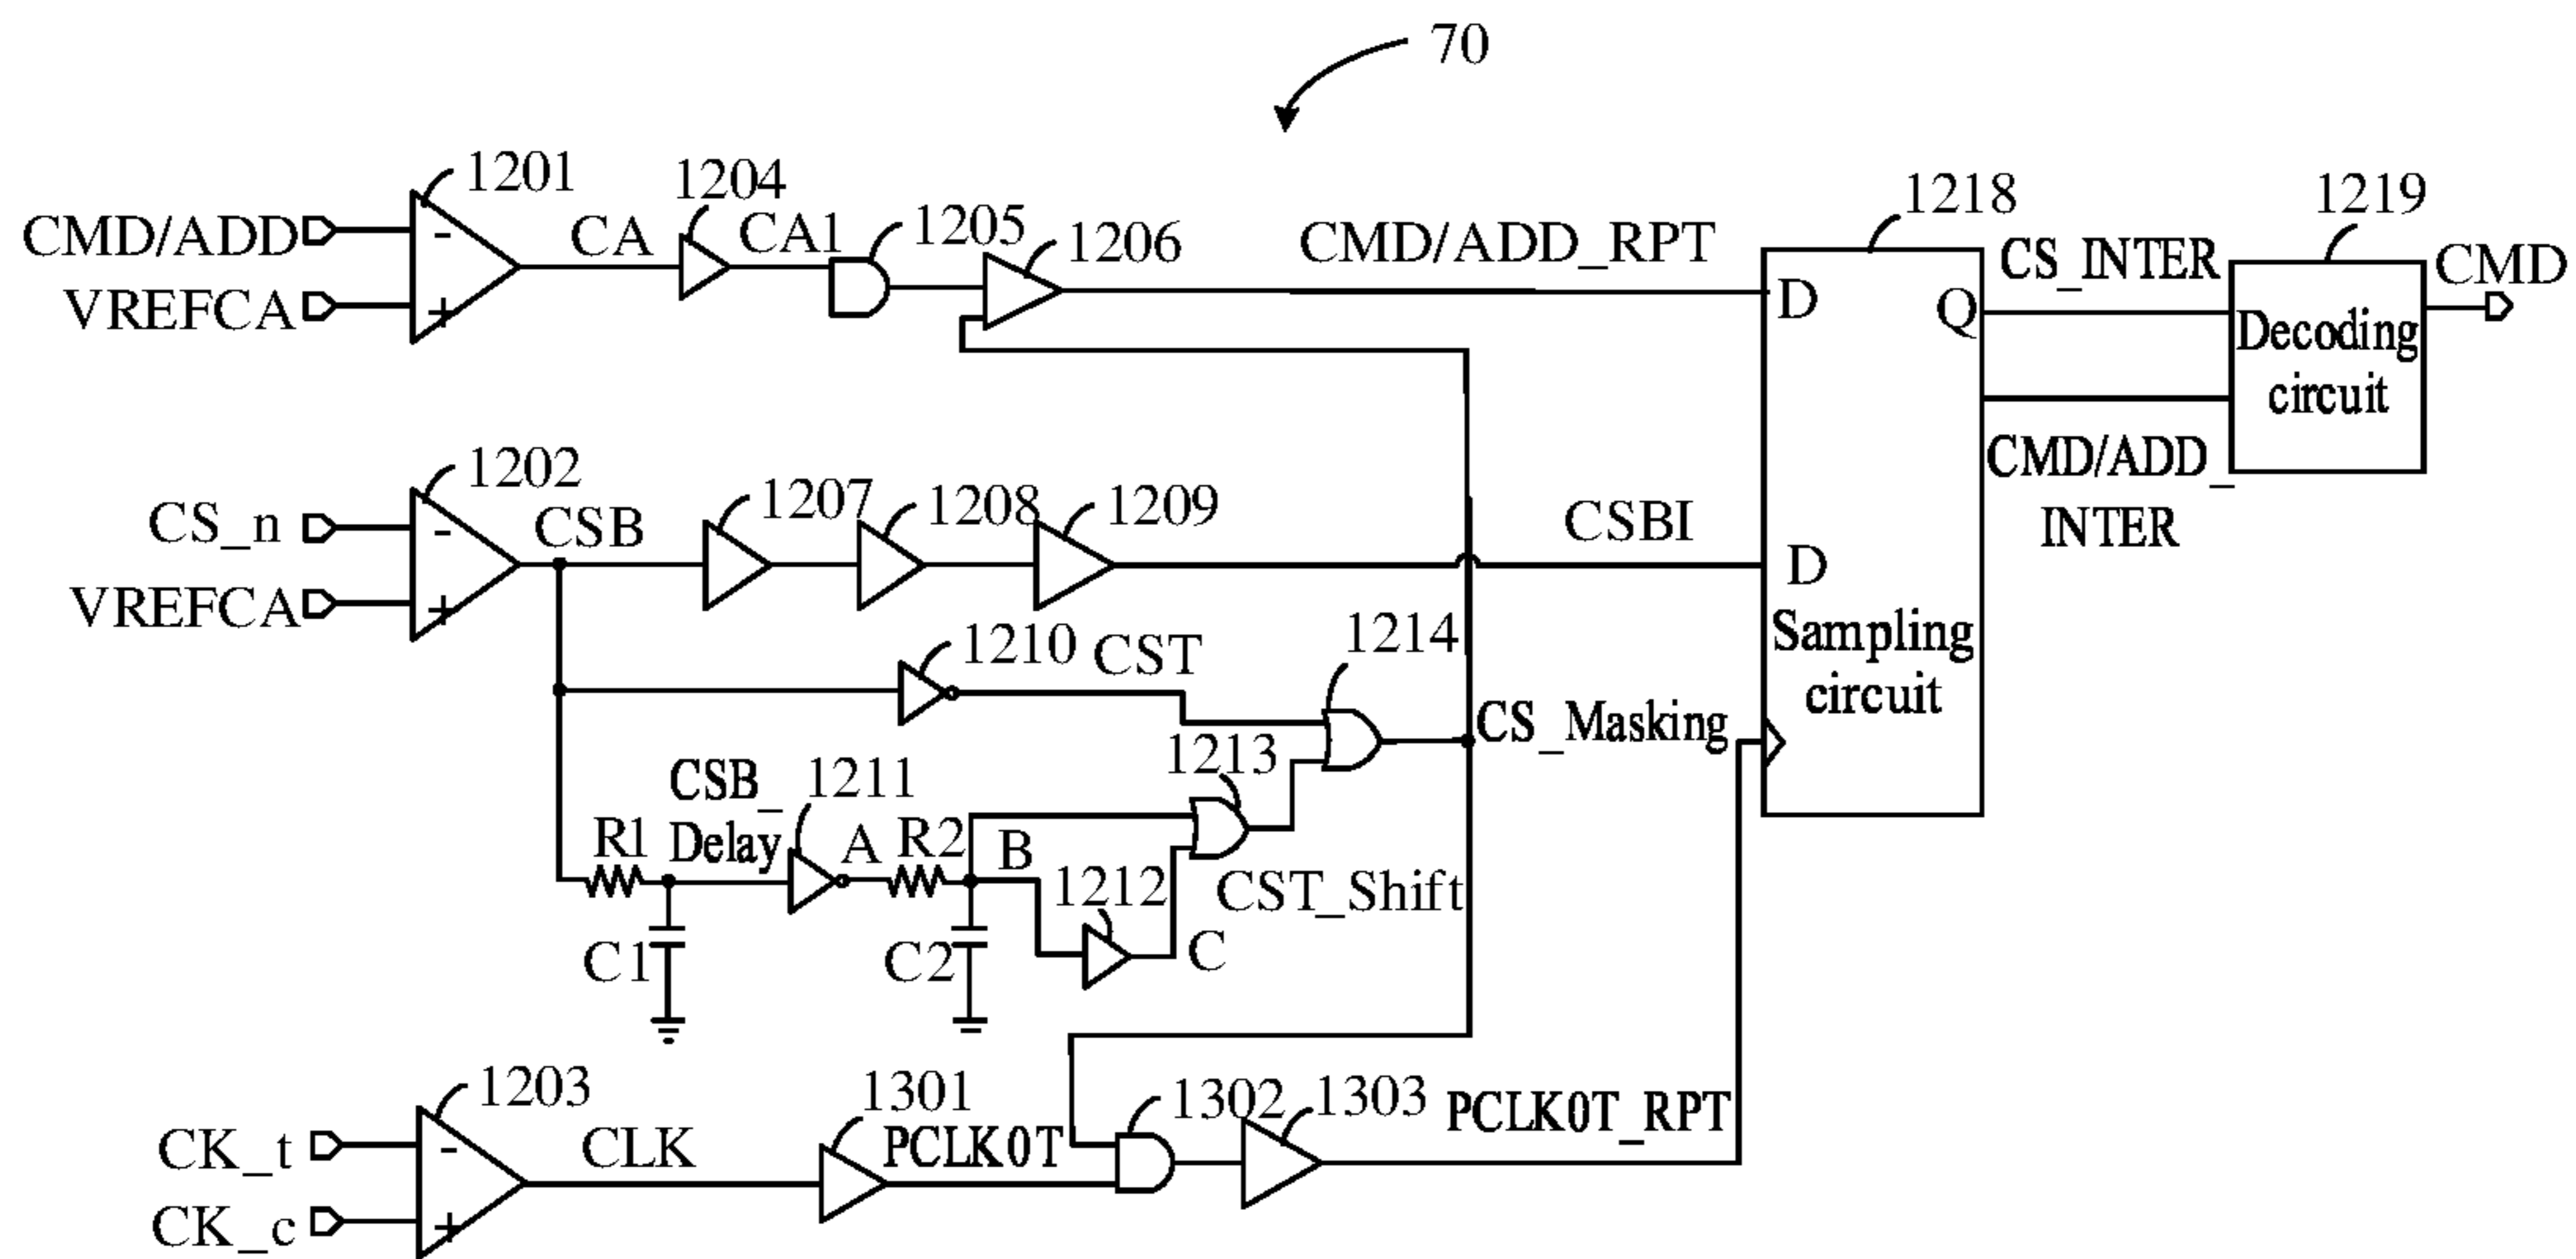 70
1201
1204
CMD/ADD
CA
CA1
1205
1206
CMD/ADD_RPT
1218
CS_INTER
1219
CMD
VREFCA
-
+
D
Q
Decoding
circuit
CMD/ADD_
INTER
1202
CS_n
-
CSB
1207
1208
1209
CSBI
D
VREFCA
+
Sampling
circuit
1210
CST
1214
CS_Masking
1213
CSB_
Delay
1211
R1
A
R2
B
1212
CST_Shift
C1
C2
C
1203
CK_t
-
CLK
1301
PCLK0T
1302
1303
PCLK0T_RPT
CK_c
+